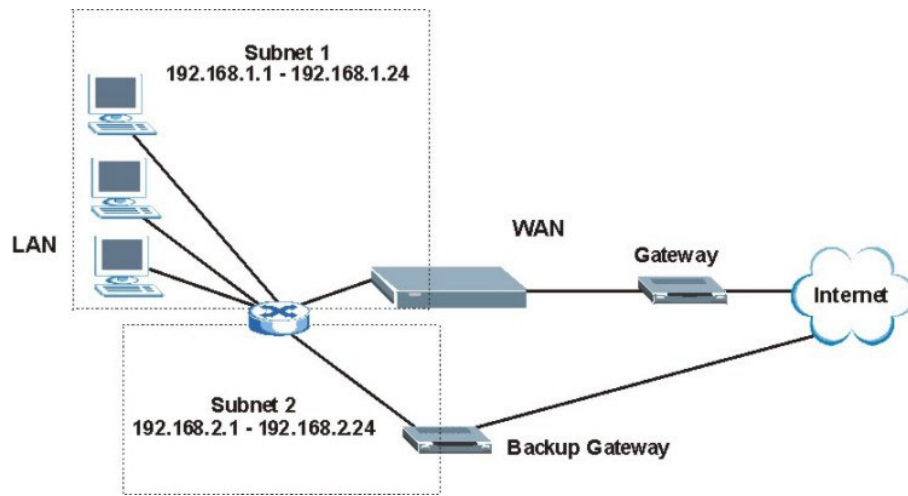 Subnet 1
192.168.1.1 - 192.168.1.24
LAN
WAN
Gateway
Internet
Subnet 2
192.168.2.1 - 192.168.2.24
Backup Gateway